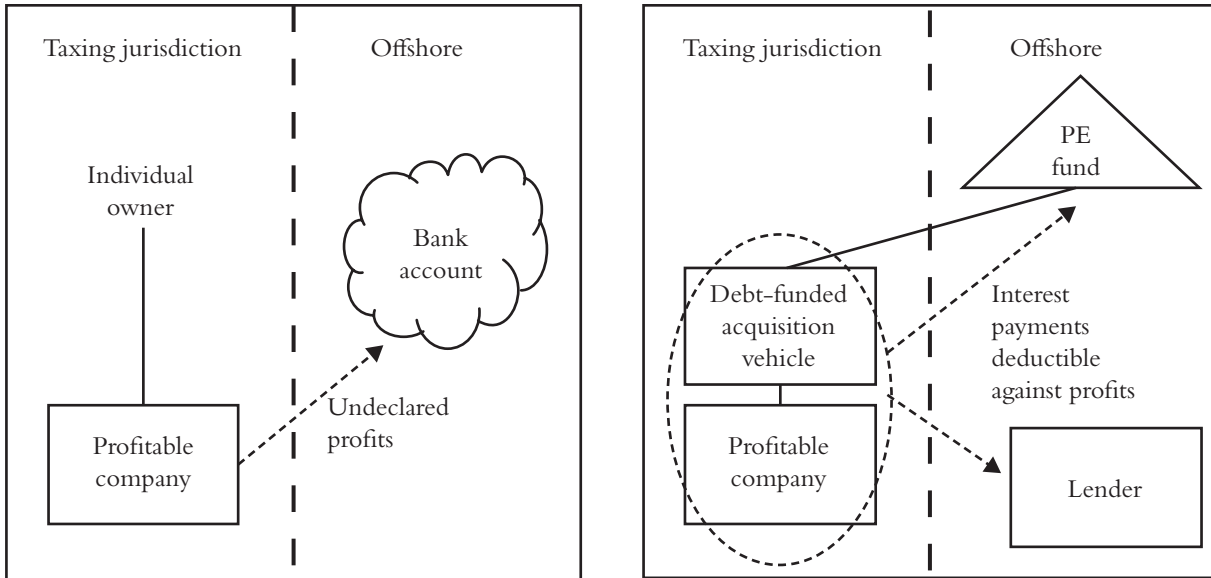 Taxing jurisdiction
Offshore
Individual
owner
Bank
account
Undeclared
profits
Profitable
company
Taxing jurisdiction
Offshore
PE
fund
Debt-funded
acquisition
vehicle
Interest
payments
deductible
against profits
Profitable
company
Lender